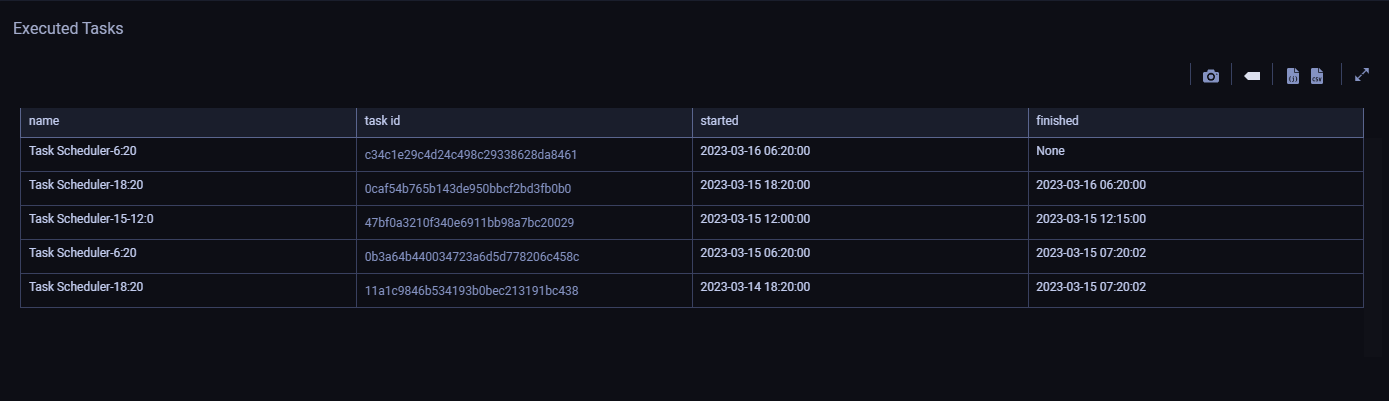 Executed Tasks
name task id started finished
Task Scheduler-6:20 c34c1e29c4d24c498c29338628da8461 2023-03-16 06:20:00 None
Task Scheduler-18:20 0caf54b765b143de950bbcf2bd3fb0b0 2023-03-15 18:20:00 2023-03-16 06:20:00
Task Scheduler-15-12:0 47bf0a3210f340e6911bb98a7bc20029 2023-03-15 12:00:00 2023-03-15 12:15:00
Task Scheduler-6:20 0b3a64b440034723a6d5d778206c458c 2023-03-15 06:20:00 2023-03-15 07:20:02
Task Scheduler-18:20 11a1c9846b534193b0bec213191bc438 2023-03-14 18:20:00 2023-03-15 07:20:02